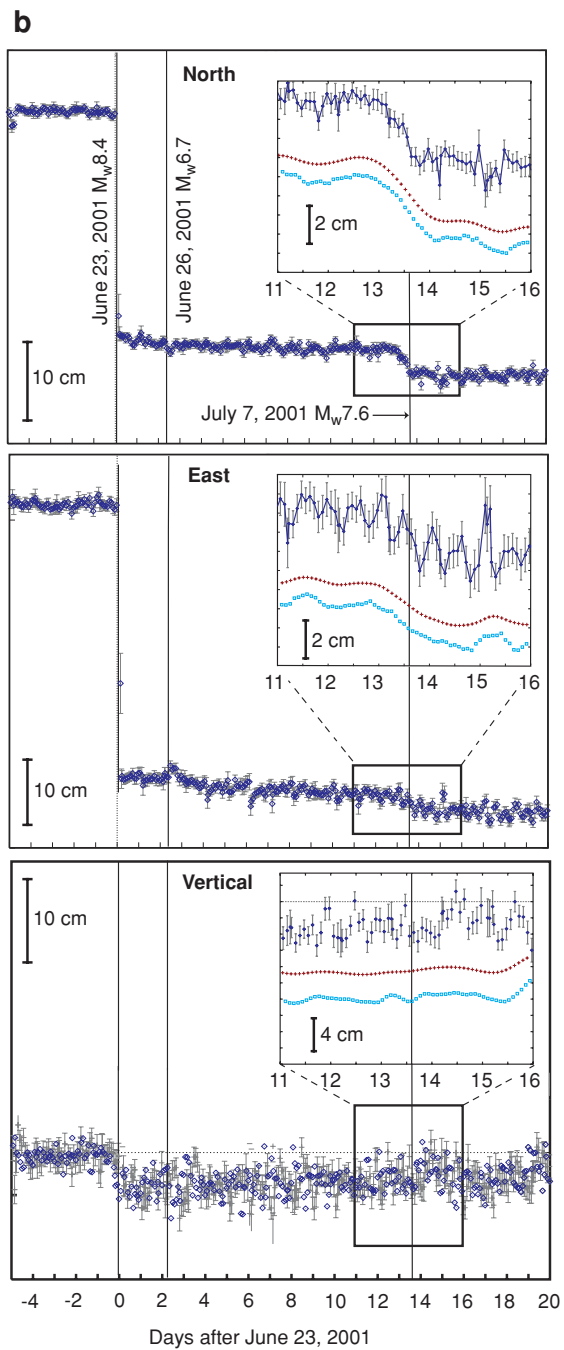 b
North
June 23, 2001 Mw8.4
June 26, 2001 Mw6.7
2 cm
11 12 13 14 15 16
10 cm
July 7, 2001 Mw7.6
East
2 cm
11 12 13 14 15 16
10 cm
Vertical
10 cm
4 cm
11 12 13 14 15 16
-4 -2 0 2 4 6 8 10 12 14 16 18 20
Days after June 23, 2001